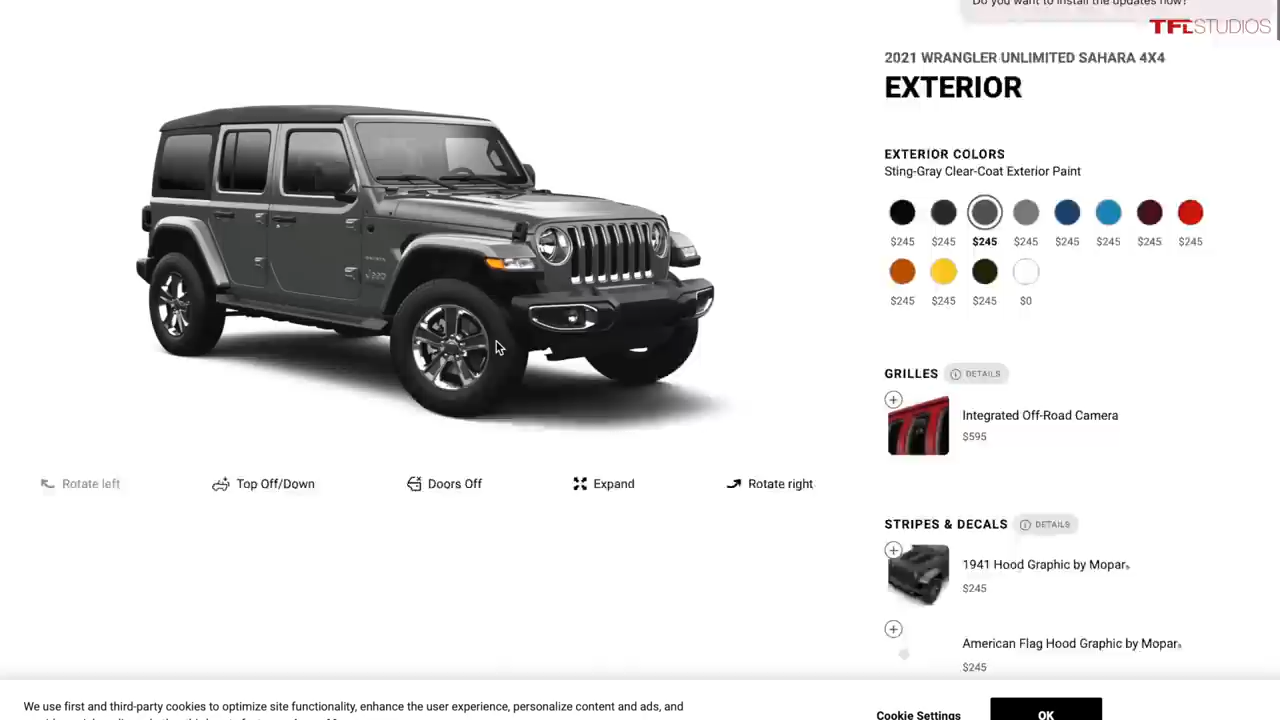 Do you want to install the updates now?
TFLSTUDIOS
2021 WRANGLER UNLIMITED SAHARA 4X4
EXTERIOR
EXTERIOR COLORS
Sting-Gray Clear-Coat Exterior Paint
$245 $245 $245 $245 $245 $245 $245 $245
$245 $245 $245 $0
GRILLES DETAILS
Integrated Off-Road Camera
$595
Rotate left Top Off/Down Doors Off Expand Rotate right
STRIPES & DECALS DETAILS
1941 Hood Graphic by Mopar®
$245
American Flag Hood Graphic by Mopar®
$245
We use first and third-party cookies to optimize site functionality, enhance the user experience, personalize content and ads, and
Cookie Settings OK